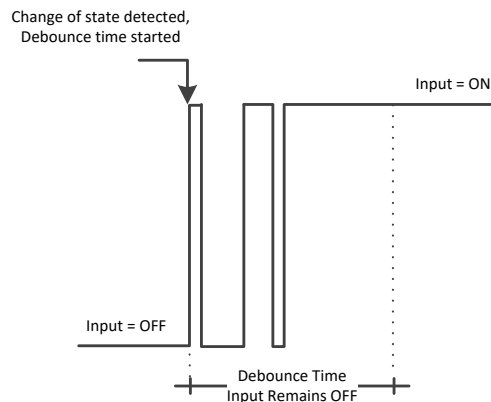 Change of state detected,
Debounce time started
Input = ON
Input = OFF
Debounce Time
Input Remains OFF